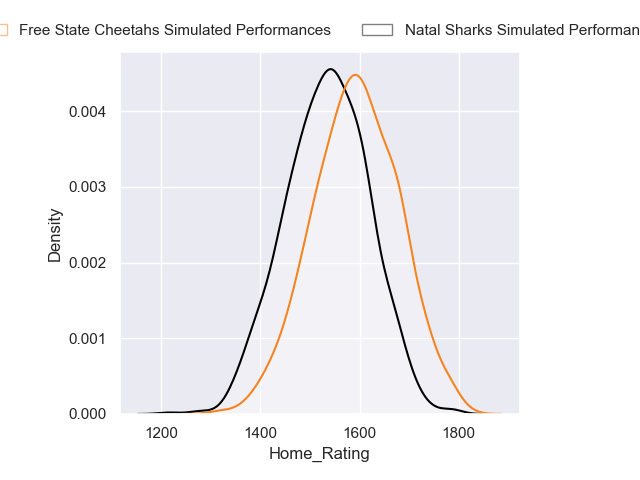 Free State Cheetahs Simulated Performances Natal Sharks Simulated
0.004
0.003
0.002
0.001
0.000
Density
1200 1400 1600 1800
Home_Rating